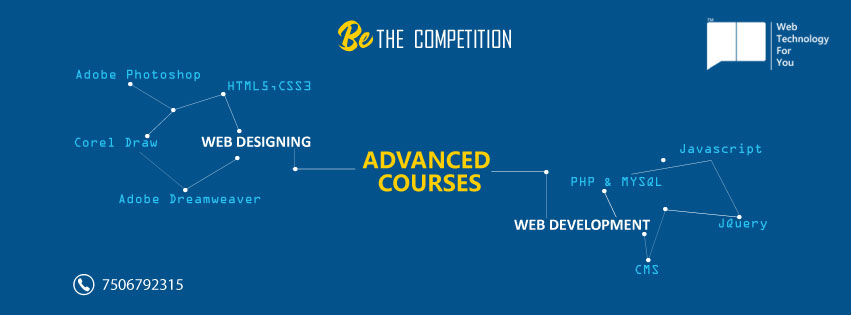 Be THE COMPETITION
TM
Web
Technology
For
You
Adobe Photoshop
HTML5,CSS3
Corel Draw
WEB DESIGNING
Adobe Dreamweaver
ADVANCED
COURSES
Javascript
PHP & MYSQL
WEB DEVELOPMENT
JQuery
CMS
7506792315